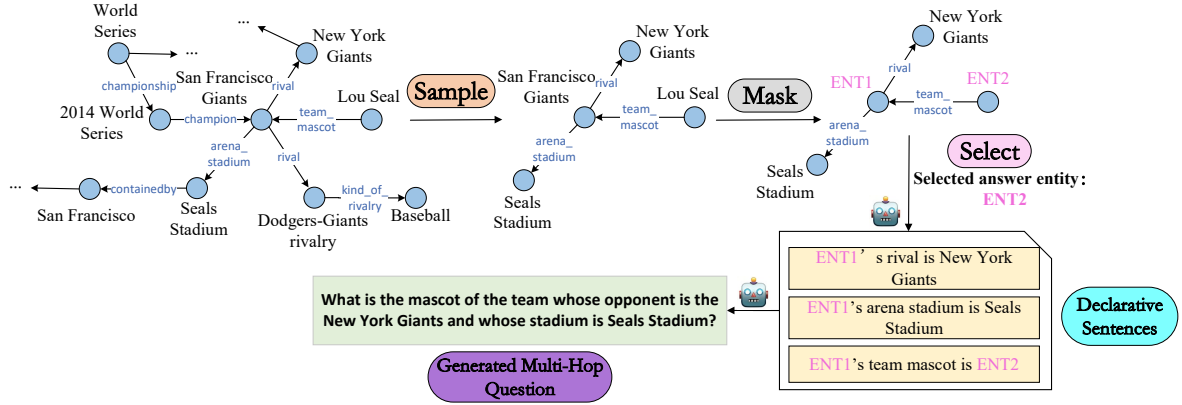 World
Series
...
...
championship
2014 World
Series
champion
San Francisco
Giants
rival
New York
Giants
team_
mascot
Lou Seal
arena_
stadium
rival
...
containedby
San Francisco
Seals
Stadium
kind_of_
rivalry
Dodgers-Giants
rivalry
Baseball
Sample
New York
Giants
San Francisco
Giants
rival
team_
mascot
Lou Seal
arena_
stadium
Seals
Stadium
Mask
New York
Giants
rival
ENT1
ENT2
team_
mascot
arena_
stadium
Seals
Stadium
Select
Selected answer entity:
ENT2
ENT1’ s rival is New York
Giants
ENT1's arena stadium is Seals
Stadium
ENT1's team mascot is ENT2
Declarative
Sentences
What is the mascot of the team whose opponent is the
New York Giants and whose stadium is Seals Stadium?
Generated Multi-Hop
Question